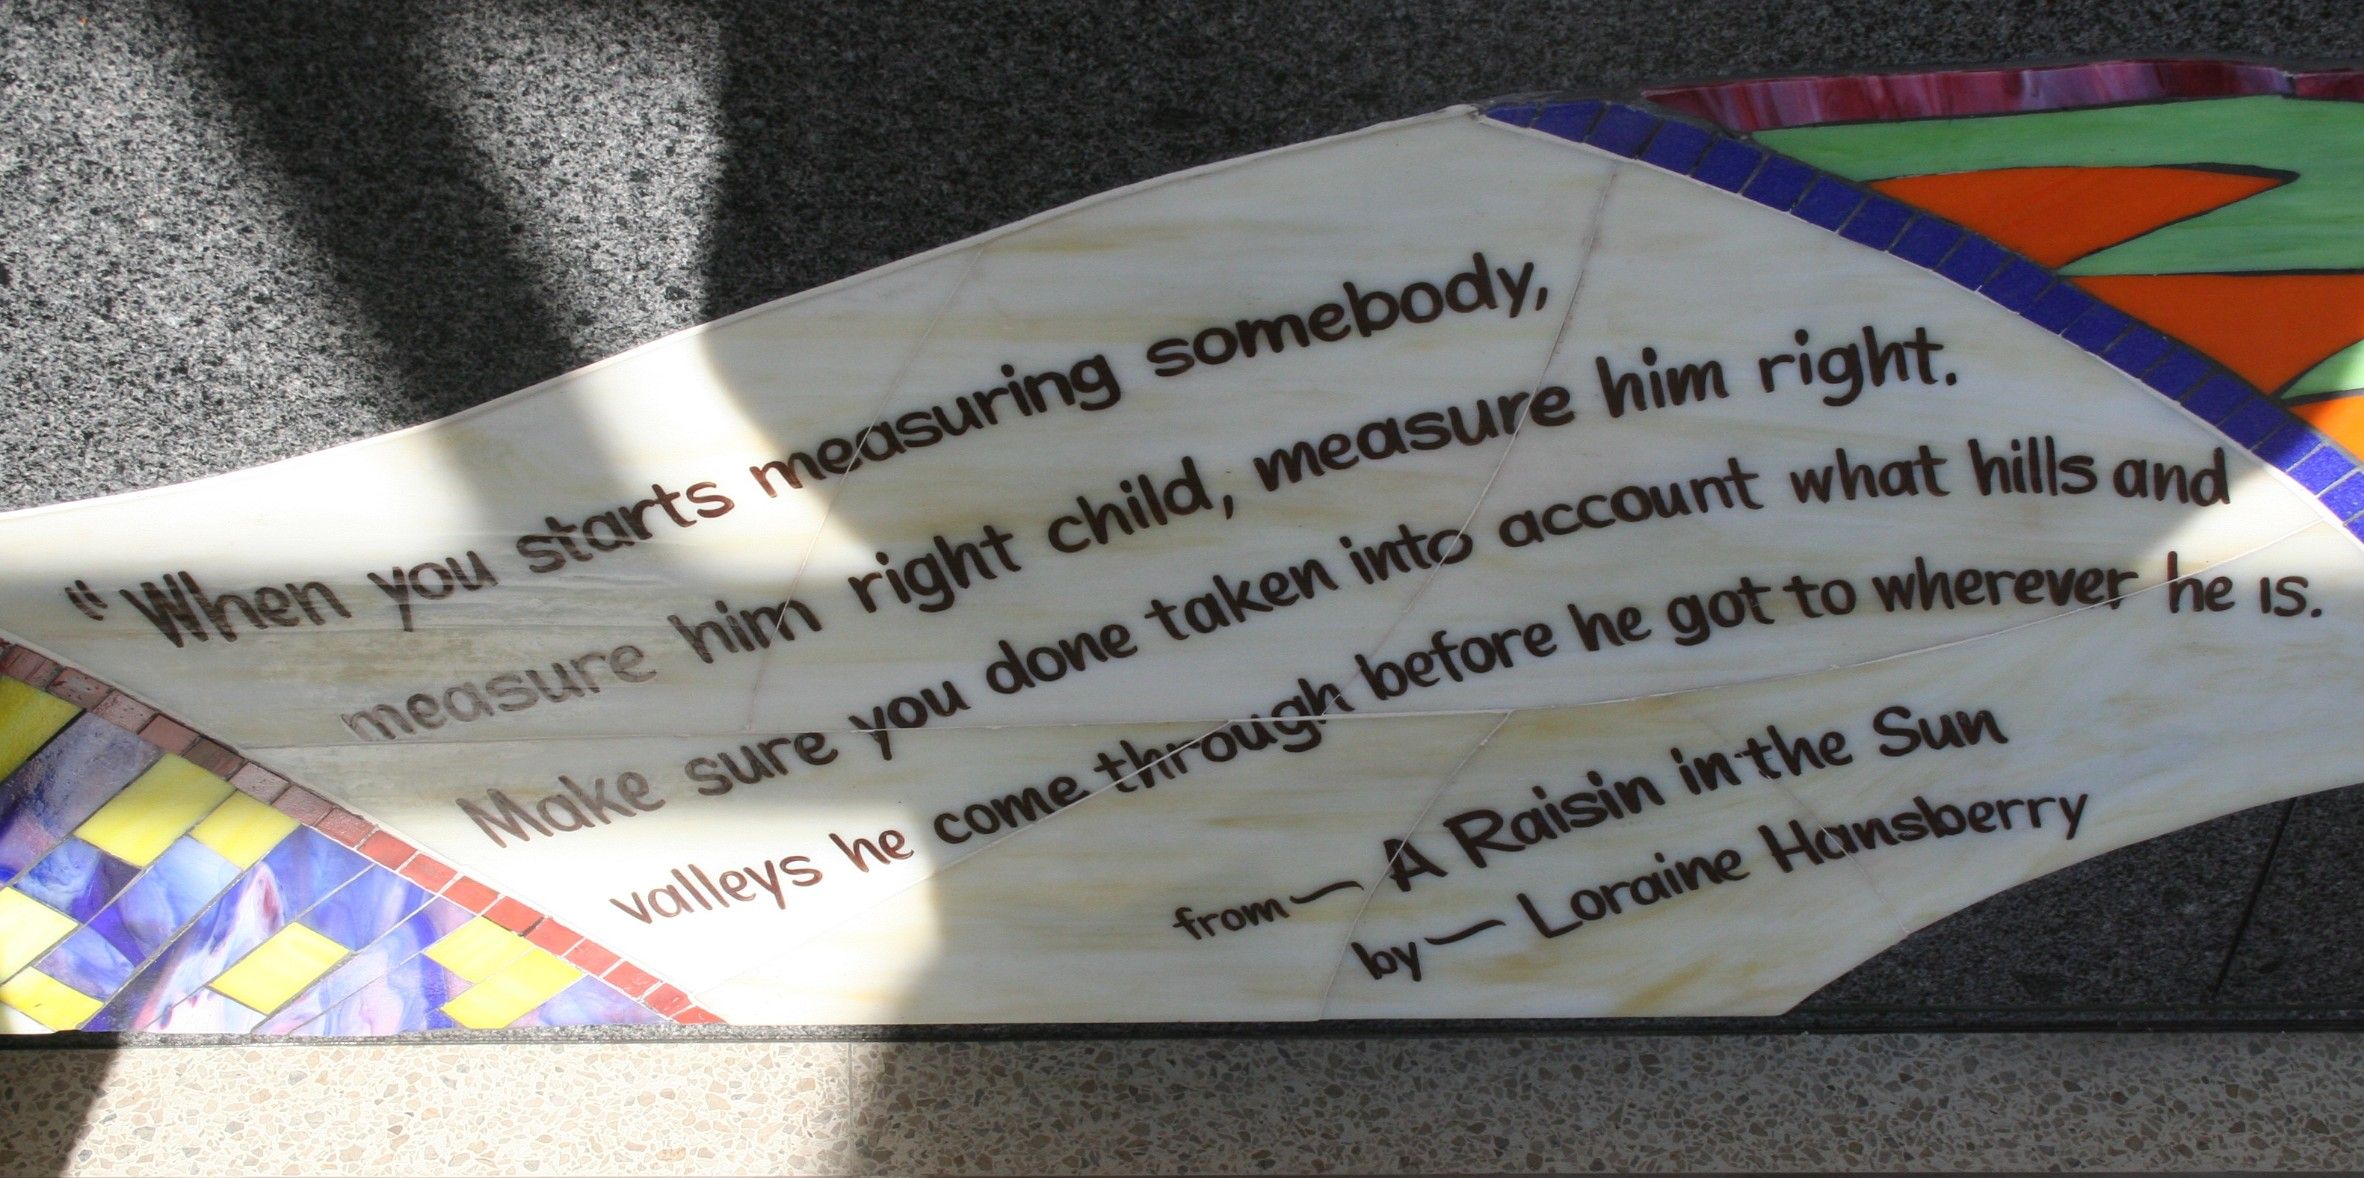 "When you starts measuring somebody,
measure him right child, measure him right.
Make sure you done taken into account what hills and
valleys he come through before he got to wherever he is.
from — A Raisin in the Sun
by — Loraine Hansberry